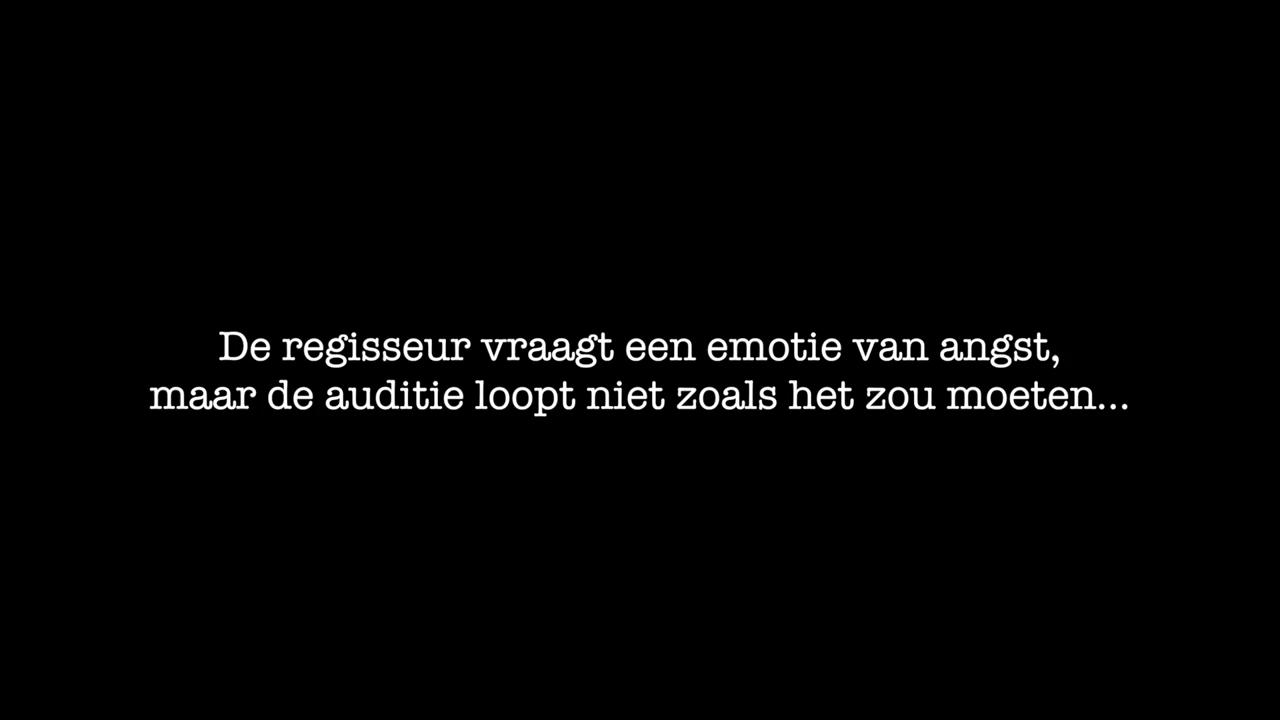 De regisseur vraagt een emotie van angst,
maar de auditie loopt niet zoals het zou moeten...